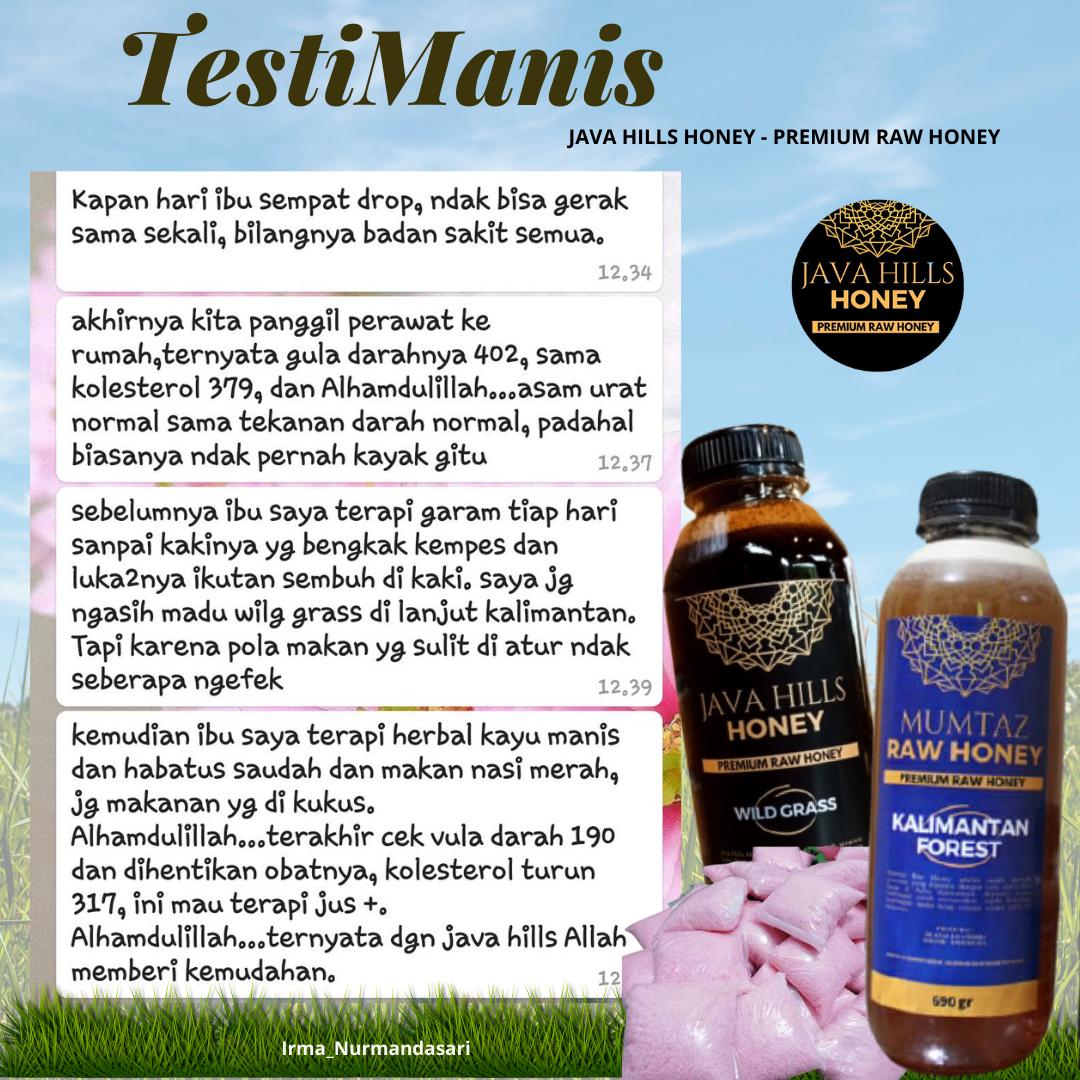 TestiManis
JAVA HILLS HONEY - PREMIUM RAW HONEY
Kapan hari ibu sempat drop, ndak bisa gerak
sama sekali, bilangnya badan sakit semua.
12.34
akhirnya kita panggil perawat ke
rumah,ternyata gula darahnya 402, sama
kolesterol 379, dan Alhamdulillah...asam urat
normal sama tekanan darah normal, padahal
biasanya ndak pernah kayak gitu
12.37
sebelumnya ibu saya terapi garam tiap hari
sanpai kakinya yg bengkak kempes dan
luka2nya ikutan sembuh di kaki. saya jg
ngasih madu wilg grass di lanjut kalimantan.
Tapi karena pola makan yg sulit di atur ndak
seberapa ngefek
12.39
kemudian ibu saya terapi herbal kayu manis
dan habatus saudah dan makan nasi merah,
jg makanan yg di kukus.
Alhamdulillah...terakhir cek vula darah 190
dan dihentikan obatnya, kolesterol turun
317, ini mau terapi jus +.
Alhamdulillah...ternyata dgn java hills Allah
memberi kemudahan.
12
JAVA HILLS
HONEY
PREMIUM RAW HONEY
JAVA HILLS
HONEY
PREMIUM RAW HONEY
WILD GRASS
MUMTAZ
RAW HONEY
PREMIUM RAW HONEY
KALIMANTAN
FOREST
690 gr
Irma_Nurmandasari